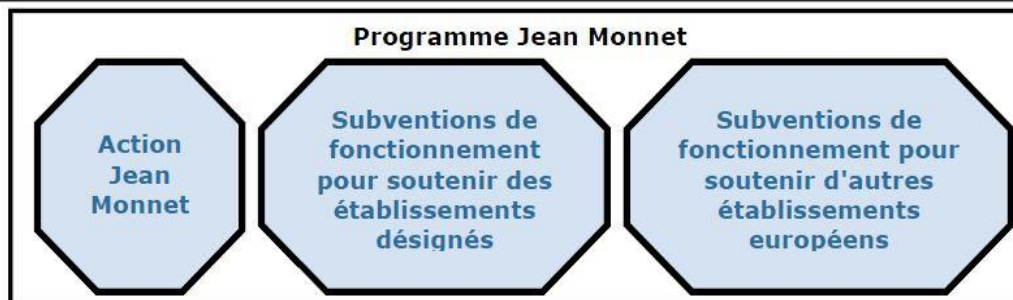 Programme Jean Monnet
Action
Jean
Monnet
Subventions de
fonctionnement
pour soutenir des
établissements
désignés
Subventions de
fonctionnement pour
soutenir d'autres
établissements
européens